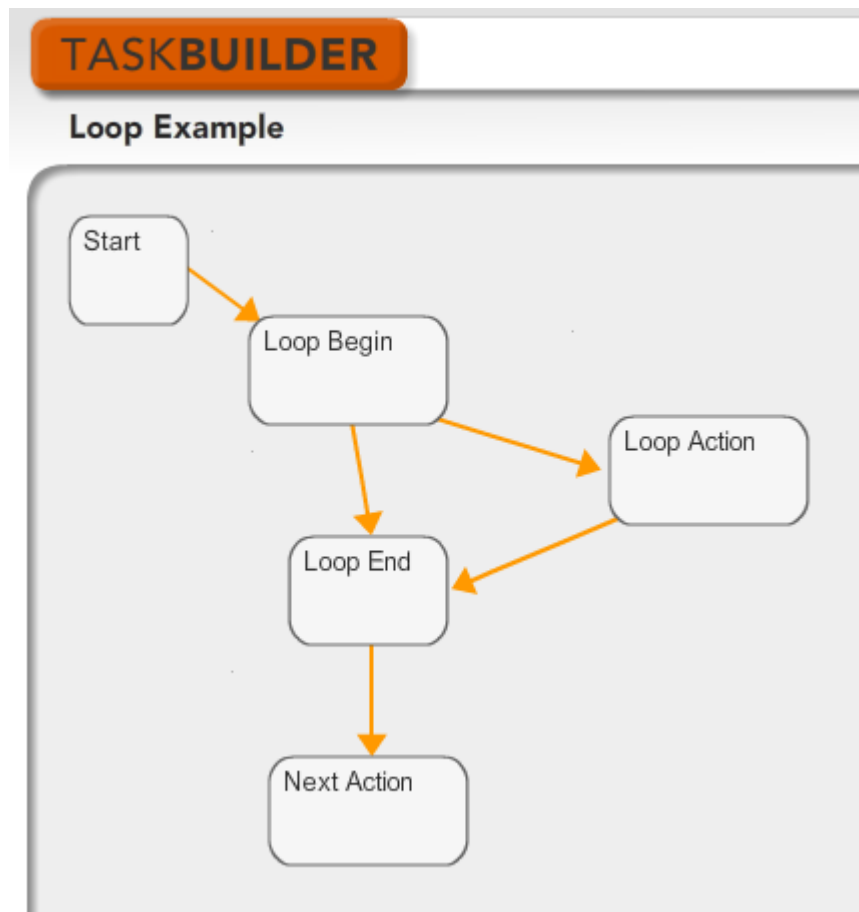 TASKBUILDER
Loop Example
Start
Loop Begin
Loop Action
Loop End
Next Action